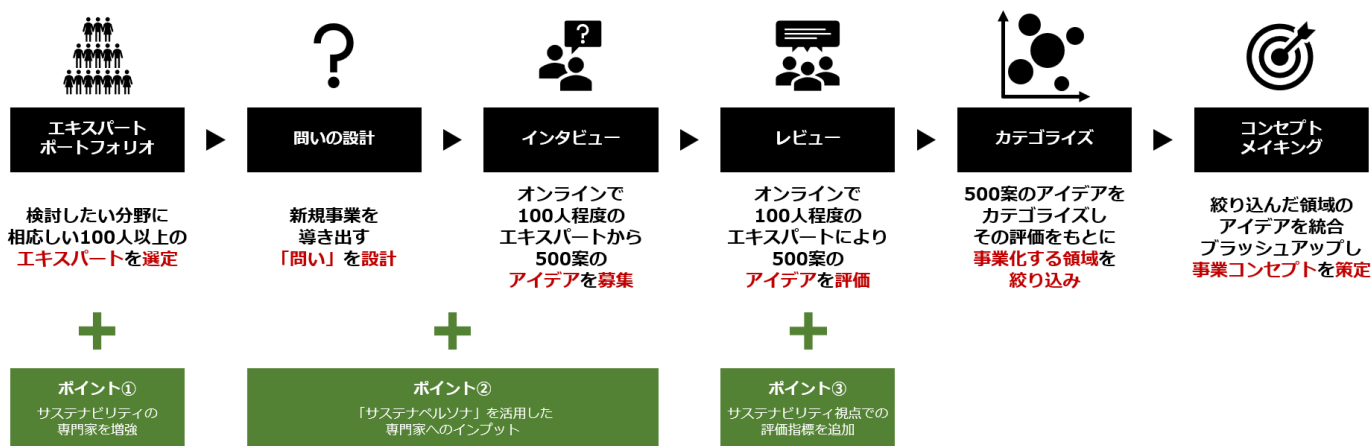 エキスパート
ポートフォリオ
検討したい分野に
相応しい100人以上の
エキスパートを選定
問いの設計
新規事業を
導き出す
「問い」を設計
インタビュー
オンラインで
100人程度の
エキスパートから
500案の
アイデアを募集
レビュー
オンラインで
100人程度の
エキスパートにより
500案の
アイデアを評価
カテゴライズ
500案のアイデアを
カテゴライズし
その評価をもとに
事業化する領域を
絞り込み
コンセプト
メイキング
絞り込んだ領域の
アイデアを統合
ブラッシュアップし
事業コンセプトを策定
ポイント①
サステナビリティの
専門家を増強
ポイント②
「サステナペルソナ」を活用した
専門家へのインプット
ポイント③
サステナビリティ視点での
評価指標を追加